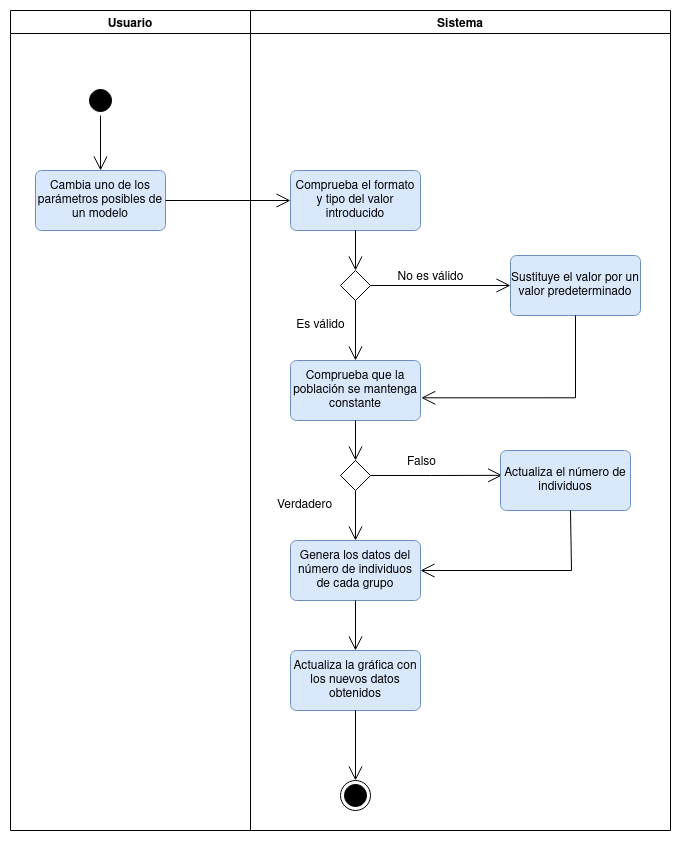 Usuario
Sistema
Cambia uno de los
parámetros posibles de
un modelo
Comprueba el formato
y tipo del valor
introducido
No es válido
Sustituye el valor por un
valor predeterminado
Es válido
Comprueba que la
población se mantenga
constante
Falso
Actualiza el número de
individuos
Verdadero
Genera los datos del
número de individuos
de cada grupo
Actualiza la gráfica con
los nuevos datos
obtenidos